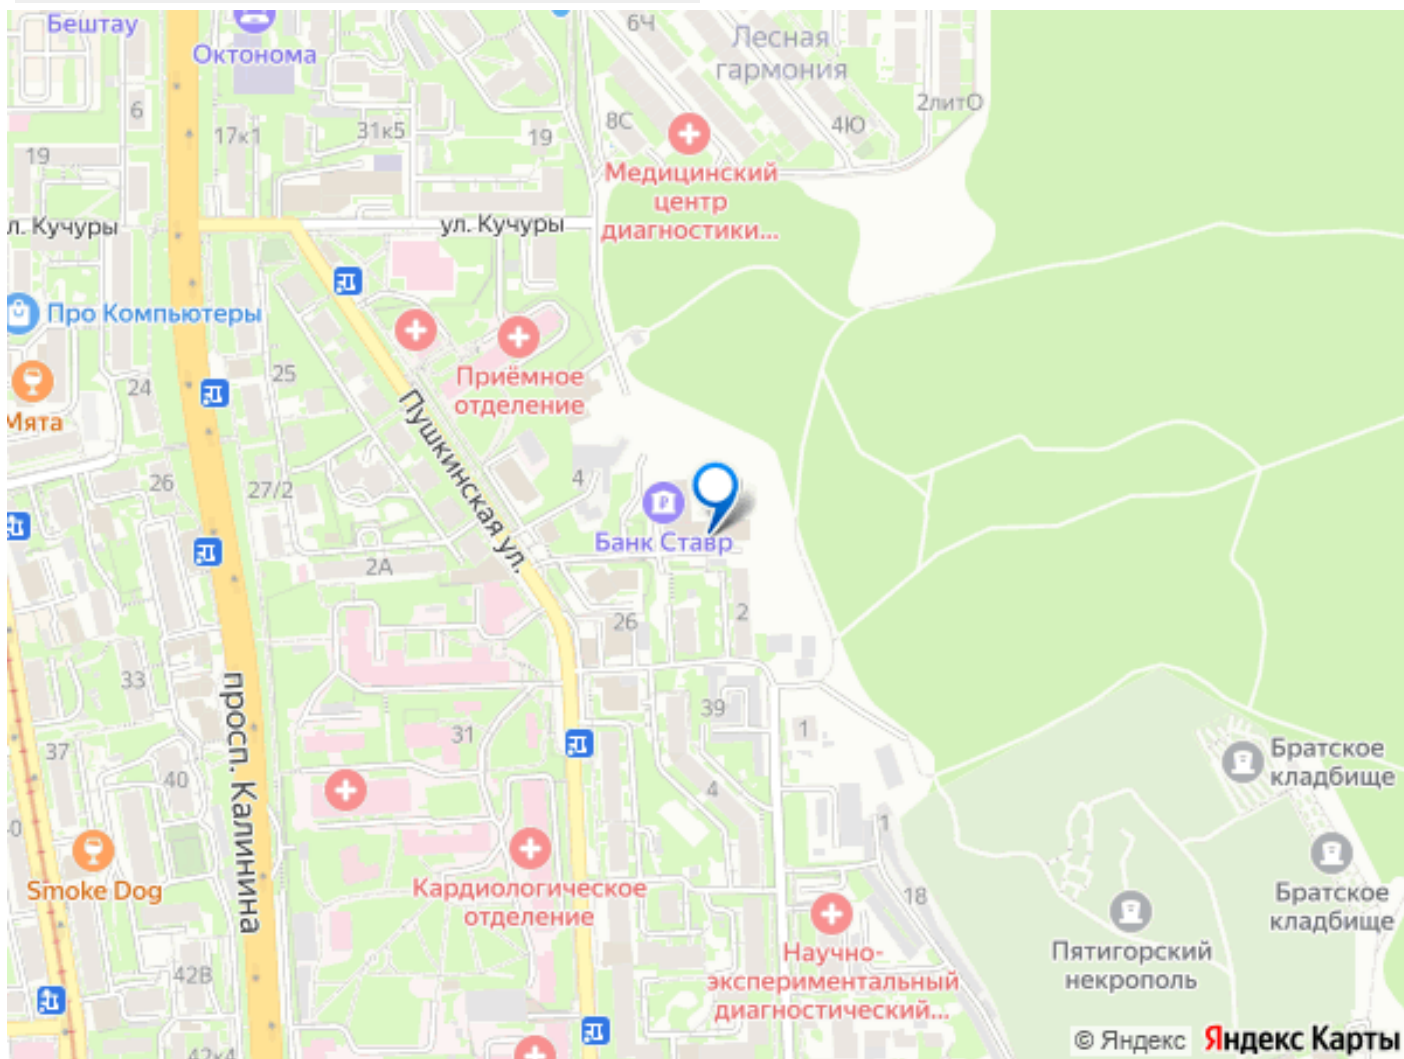 Бештау
Октонома
6Ч
Лесная
гармония
2литО
6
17к1
31к5
19
8С
4Ю
19
Медицинский
центр
диагностики...
л. Кучуры
ул. Кучуры
Про Компьютеры
Приёмное
отделение
24
25
Мята
Пушкинская ул.
26
27/2
4
Банк Ставр
2А
26
2
33
просп. Калинина
39
1
31
37
40
4
Братское
кладбище
1
Smoke Dog
Кардиологическое
отделение
18
Братское
кладбище
Научно-
экспериментальный
диагностический...
Пятигорский
некрополь
42В
42к4
© Яндекс Яндекс Карты